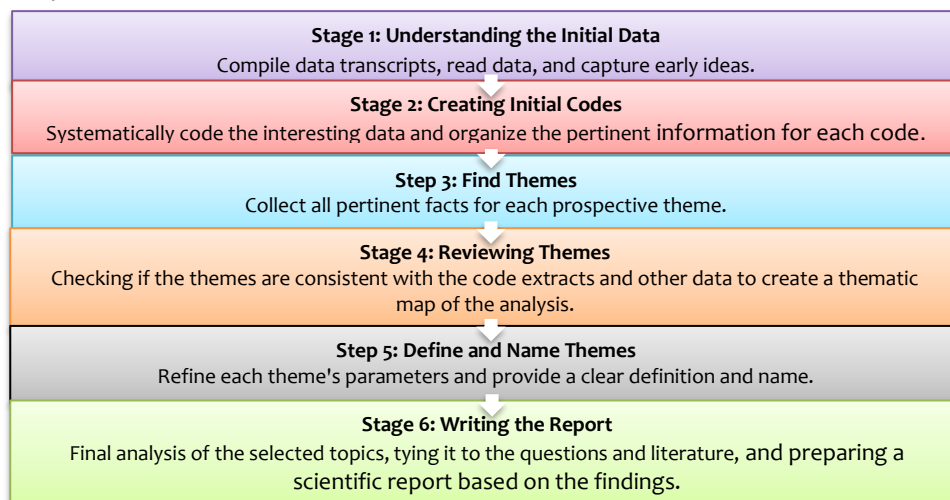 Stage 1: Understanding the Initial Data
Compile data transcripts, read data, and capture early ideas.
Stage 2: Creating Initial Codes
Systematically code the interesting data and organize the pertinent information for each code.
Step 3: Find Themes
Collect all pertinent facts for each prospective theme.
Stage 4: Reviewing Themes
Checking if the themes are consistent with the code extracts and other data to create a thematic
map of the analysis.
Step 5: Define and Name Themes
Refine each theme's parameters and provide a clear definition and name.
Stage 6: Writing the Report
Final analysis of the selected topics, tying it to the questions and literature, and preparing a
scientific report based on the findings.